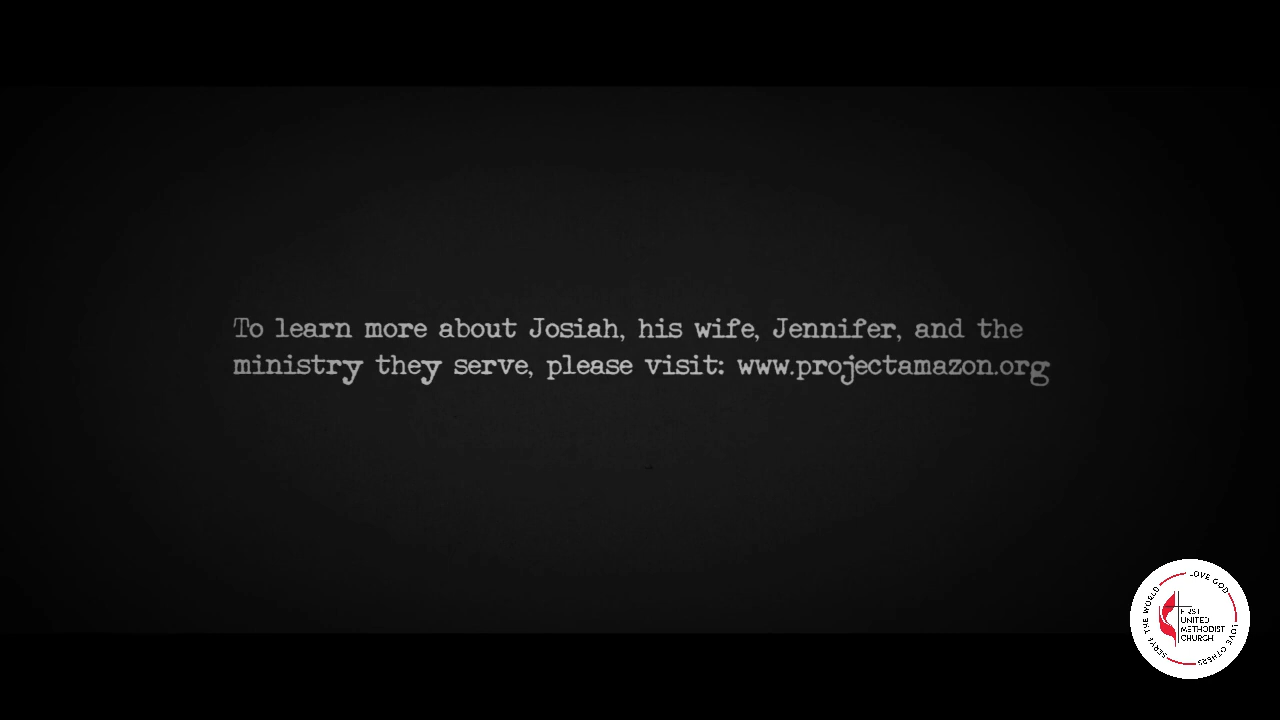 To learn more about Josiah, his wife, Jennifer, and the
ministry they serve, please visit: www.projectamazon.org
LOVE GOD
LOVE OTHERS
SERVE THE WORLD
FIRST
UNITED
METHODIST
CHURCH